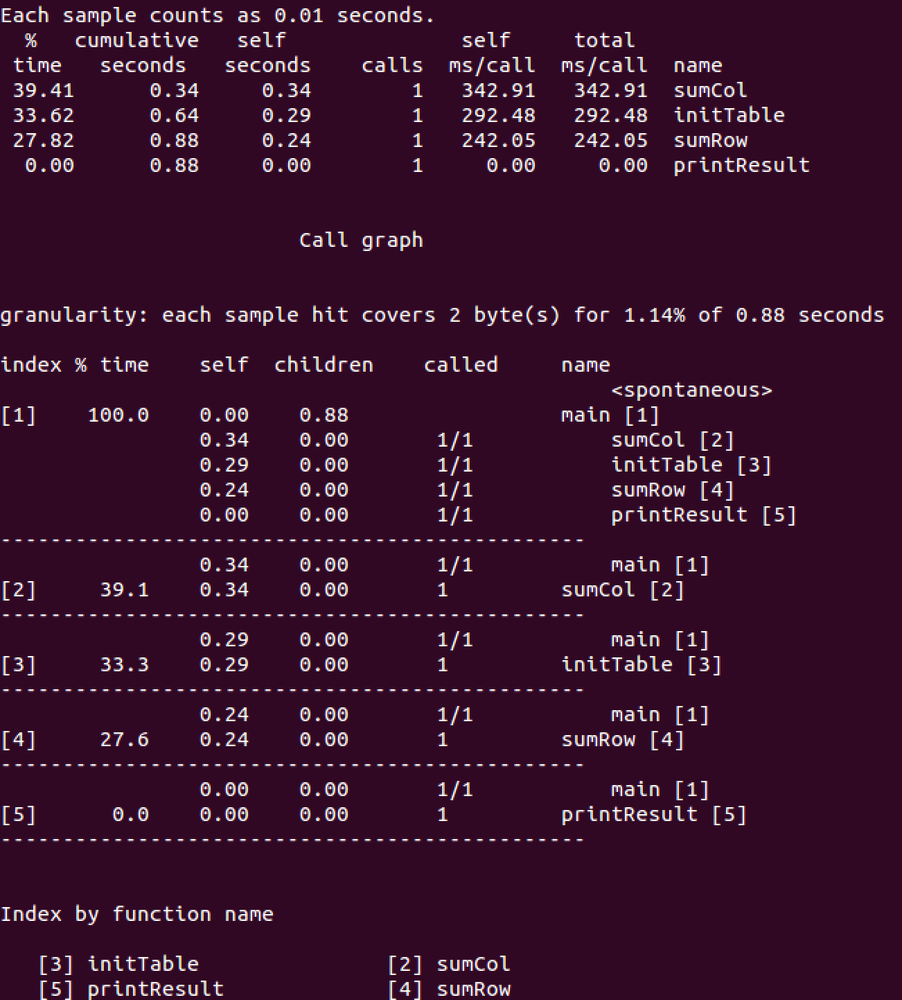 Each sample counts as 0.01 seconds.
  %   cumulative   self              self     total
 time   seconds   seconds    calls  ms/call  ms/call  name
 39.41      0.34     0.34        1   342.91   342.91  sumCol
 33.62      0.64     0.29        1   292.48   292.48  initTable
 27.82      0.88     0.24        1   242.05   242.05  sumRow
  0.00      0.88     0.00        1     0.00     0.00  printResult
                        Call graph
granularity: each sample hit covers 2 byte(s) for 1.14% of 0.88 seconds
index % time    self  children    called     name
                                                 <spontaneous>
[1]    100.0    0.00    0.88                 main [1]
                0.34    0.00       1/1           sumCol [2]
                0.29    0.00       1/1           initTable [3]
                0.24    0.00       1/1           sumRow [4]
                0.00    0.00       1/1           printResult [5]
-----------------------------------------------
                0.34    0.00       1/1           main [1]
[2]     39.1    0.34    0.00       1         sumCol [2]
-----------------------------------------------
                0.29    0.00       1/1           main [1]
[3]     33.3    0.29    0.00       1         initTable [3]
-----------------------------------------------
                0.24    0.00       1/1           main [1]
[4]     27.6    0.24    0.00       1         sumRow [4]
-----------------------------------------------
                0.00    0.00       1/1           main [1]
[5]      0.0    0.00    0.00       1         printResult [5]
-----------------------------------------------
Index by function name
   [3] initTable               [2] sumCol
   [5] printResult             [4] sumRow